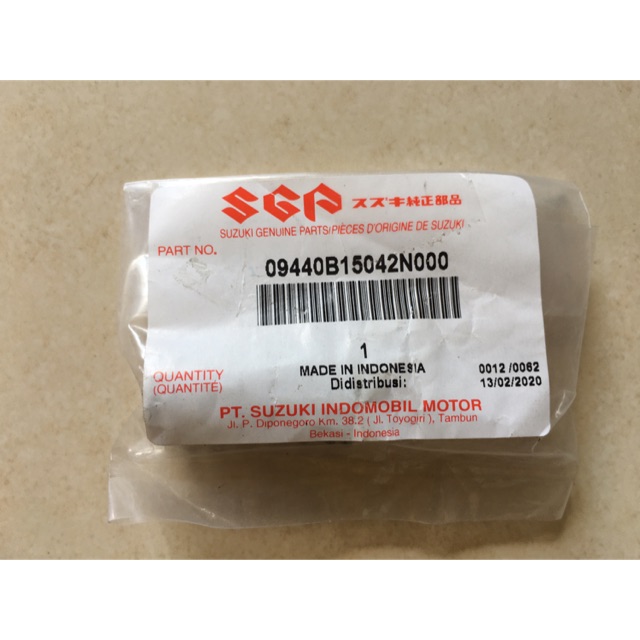 SGP スズキ純正部品
SUZUKI GENUINE PARTS/PIÈCES D'ORIGINE DE SUZUKI
PART NO.
09440B15042N000
1
QUANTITY
(QUANTITÉ)
MADE IN INDONESIA
Didistribusi:
0012 /0062
13/02/2020
PT. SUZUKI INDOMOBIL MOTOR
Jl. P. Diponegoro Km. 38.2 ( Jl. Toyogiri ), Tambun
Bekasi - Indonesia